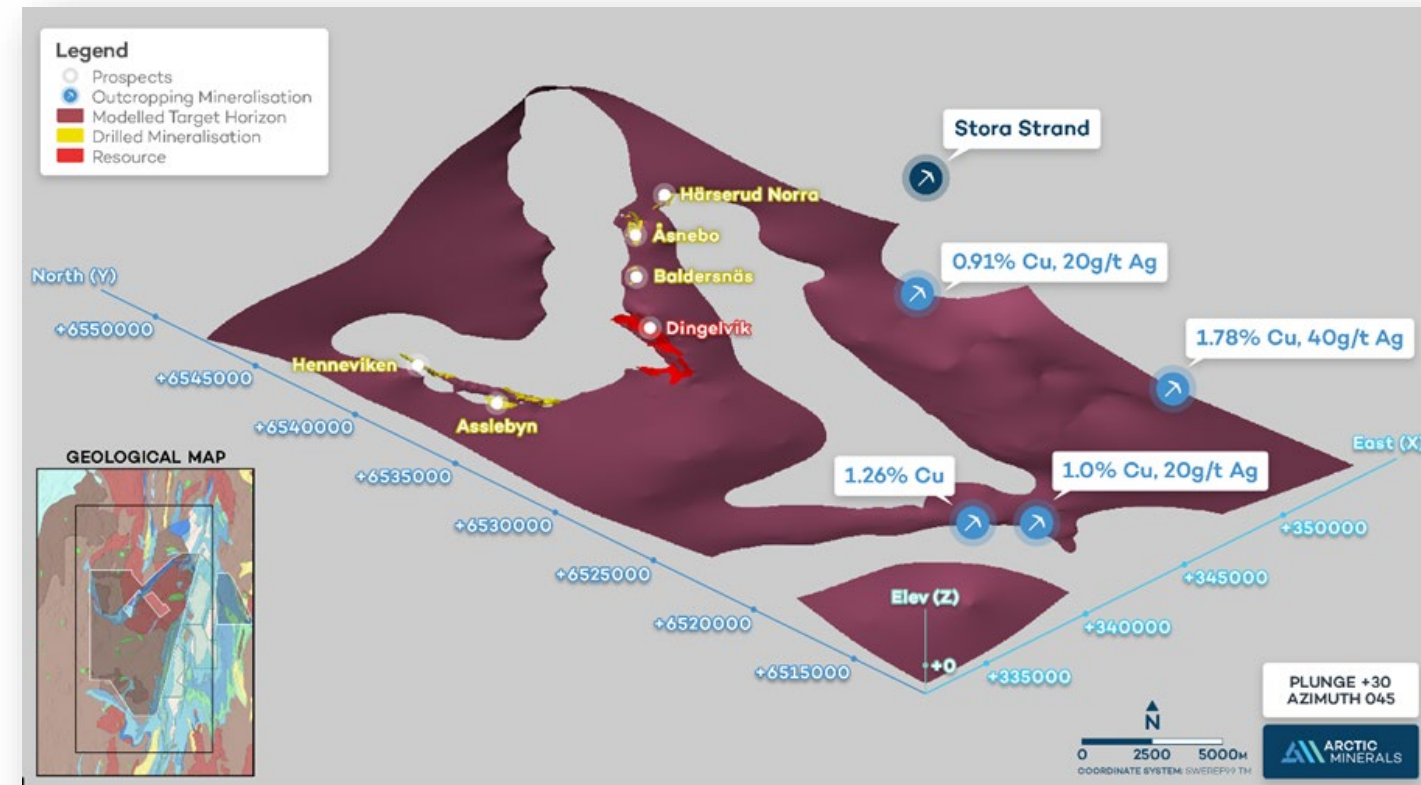 Legend
Prospects
Outcropping Mineralisation
Modelled Target Horizon
Drilled Mineralisation
Resource
Stora Strand
Härserud Norra
Åsnebo
0.91% Cu, 20g/t Ag
Baldersnäs
North (Y)
+6550000
Dingelvik
1.78% Cu, 40g/t Ag
Henneviken
+6545000
Asslebyn
+6540000
East (X)
GEOLOGICAL MAP
+6535000
1.26% Cu
1.0% Cu, 20g/t Ag
+6530000
+350000
+6525000
+345000
Elev (Z)
+6520000
+340000
+6515000
+0
+335000
PLUNGE +30
AZIMUTH 045
N
0 2500 5000M
COORDINATE SYSTEM: SWEREF99 TM
ARCTIC
MINERALS